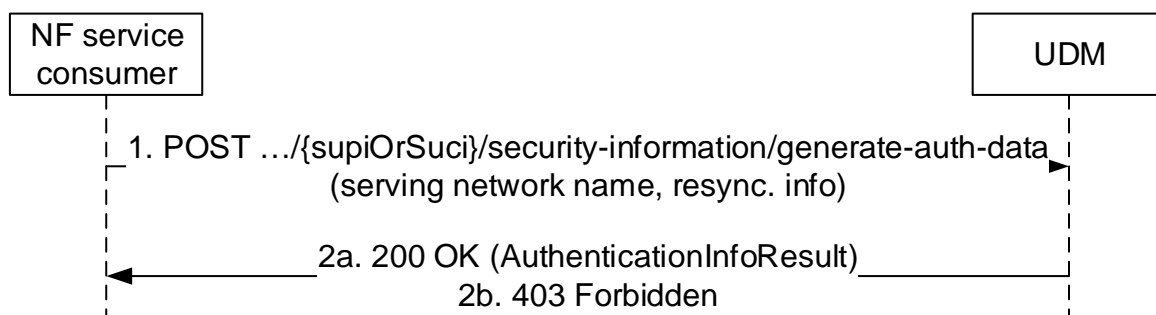 NF service
consumer
UDM
1. POST …/{supiOrSuci}/security-information/generate-auth-data
(serving network name, resync. info)
2a. 200 OK (AuthenticationInfoResult)
2b. 403 Forbidden